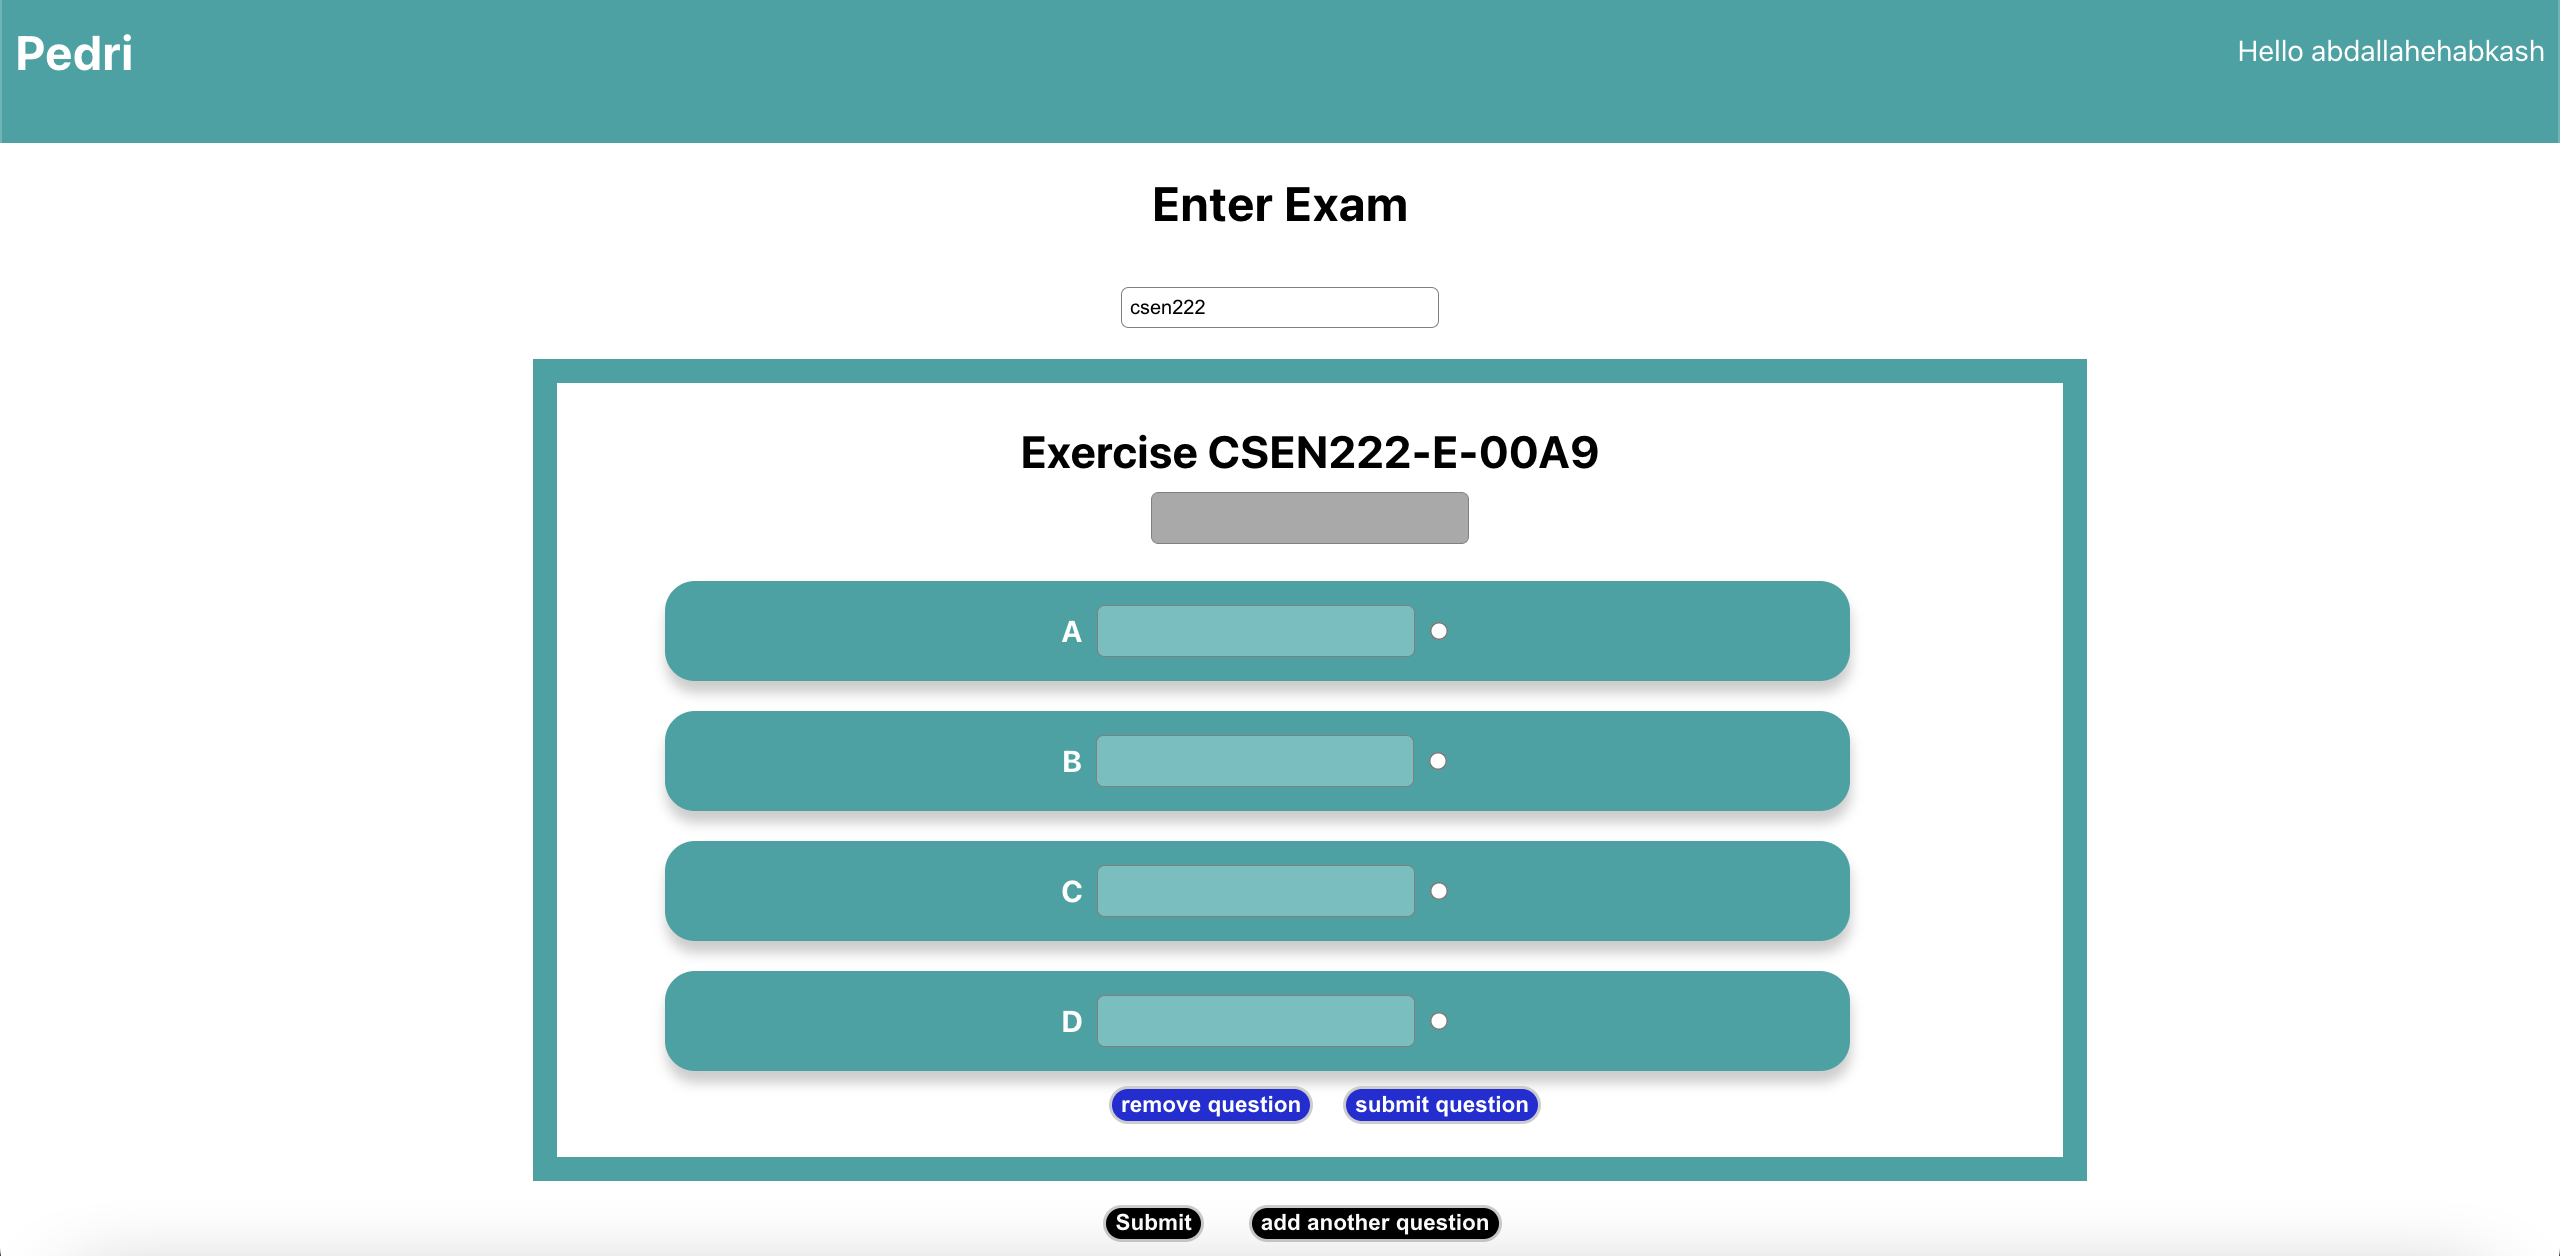 Pedri
Hello abdallahehabkash
Enter Exam
csen222
Exercise CSEN222-E-00A9
A
B
C
D
remove question submit question
Submit add another question